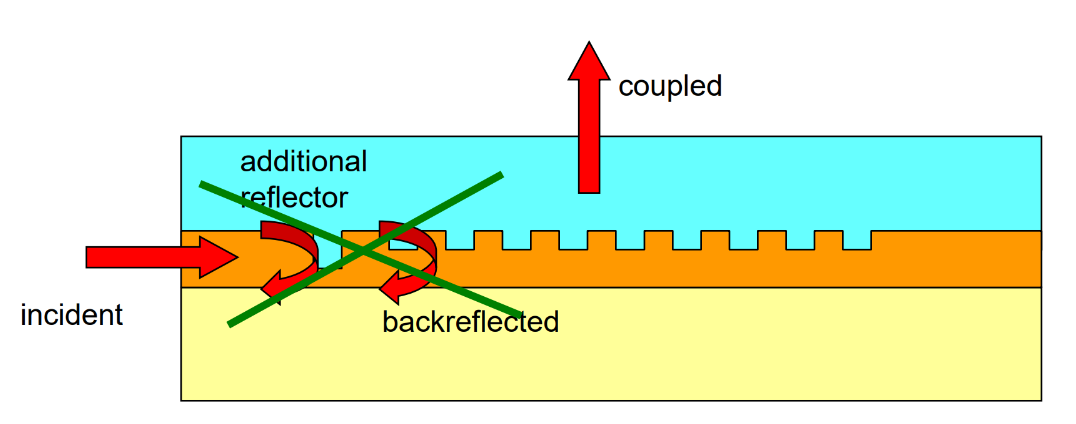 coupled
additional
reflector
incident
backreflected